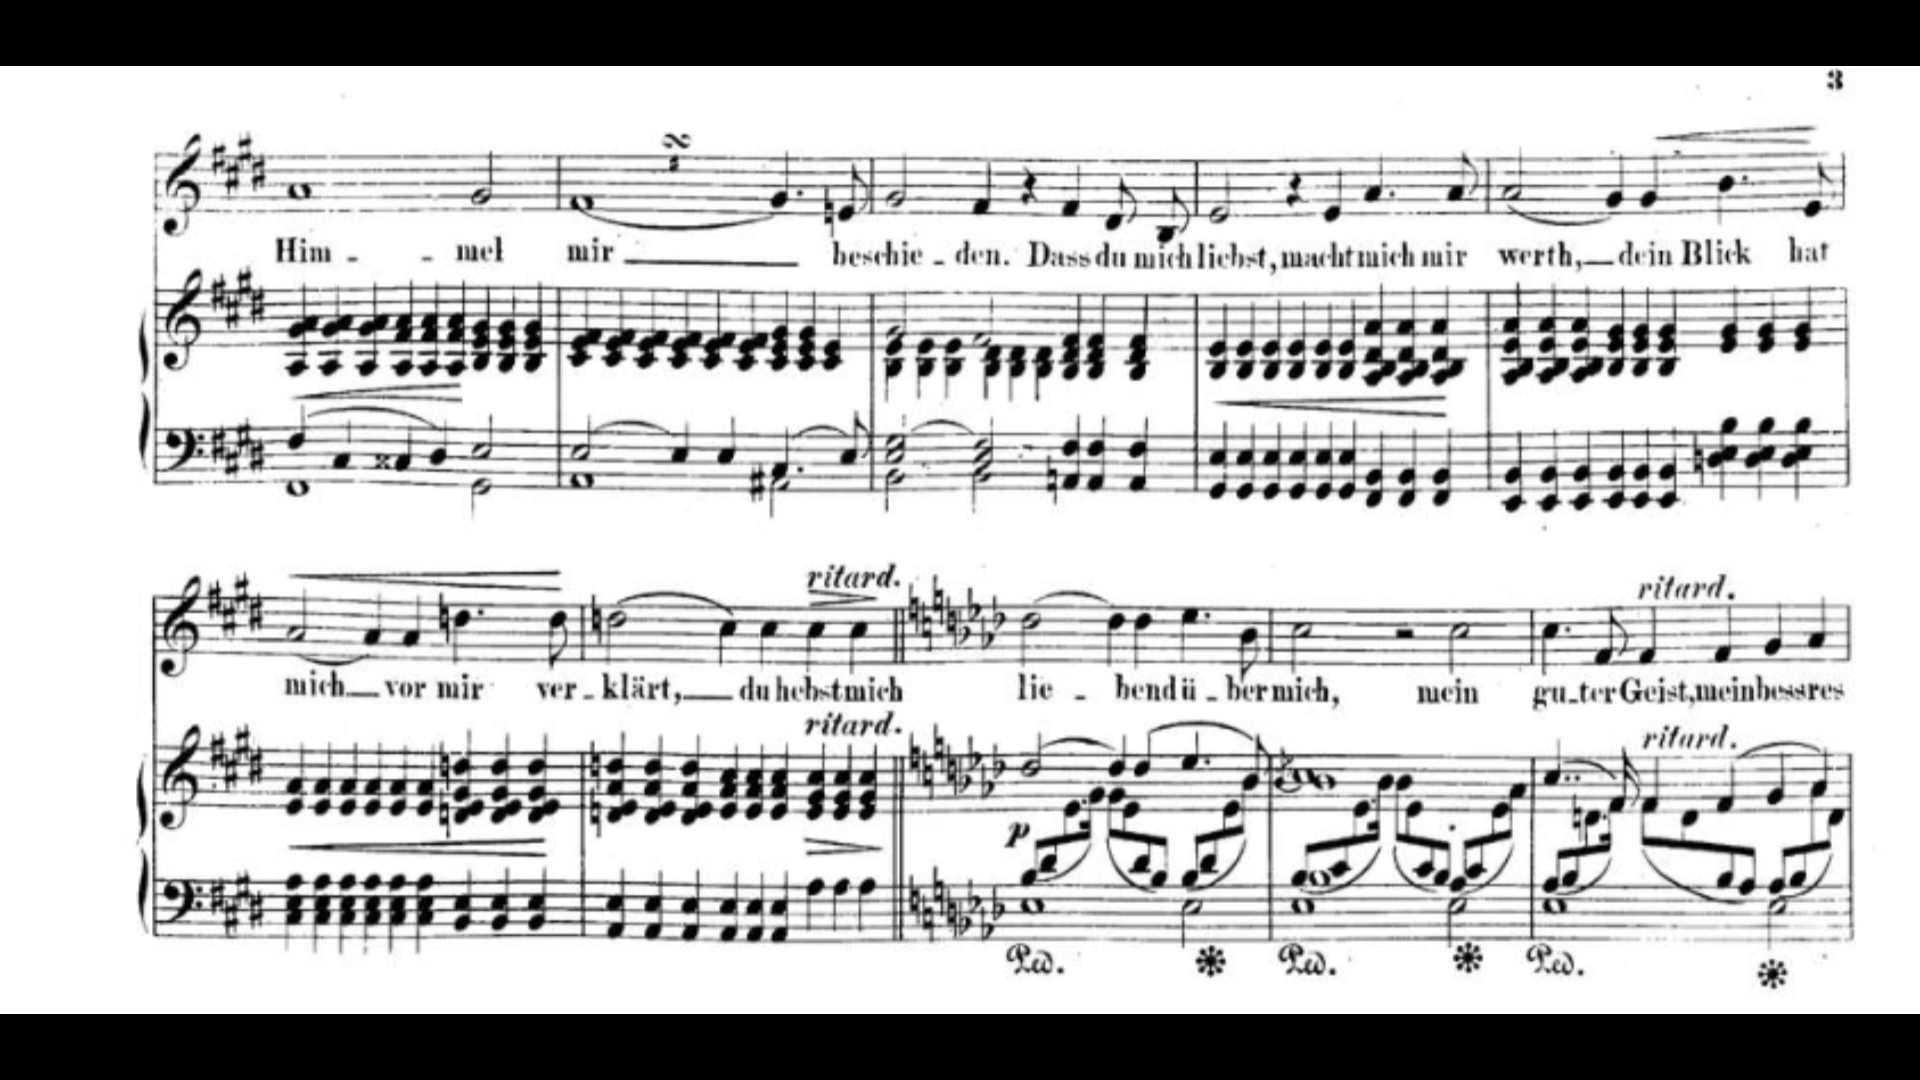 3
Him - - mel mir beschie - den. Dass du mich liebst, macht mich mir werth, dein Blick hat
ritard.
ritard.
mich vor mir ver - klärt, du hebst mich lie - bend ü - ber mich, mein gu - ter Geist, mein bessres
ritard.
ritard.
p
Ped. Ped. Ped.